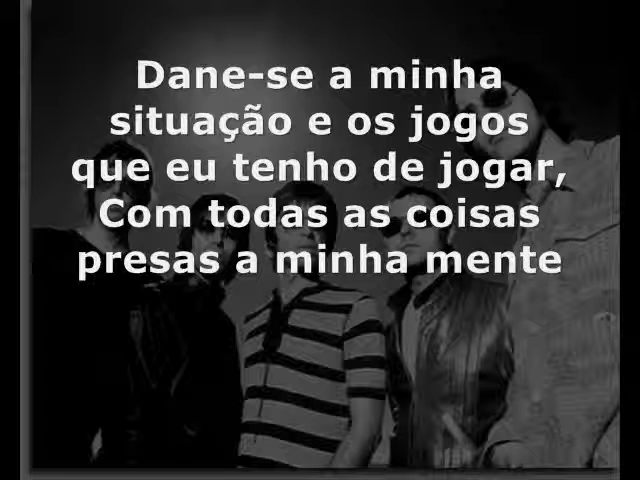 Dane-se a minha
situação e os jogos
que eu tenho de jogar,
Com todas as coisas
presas a minha mente